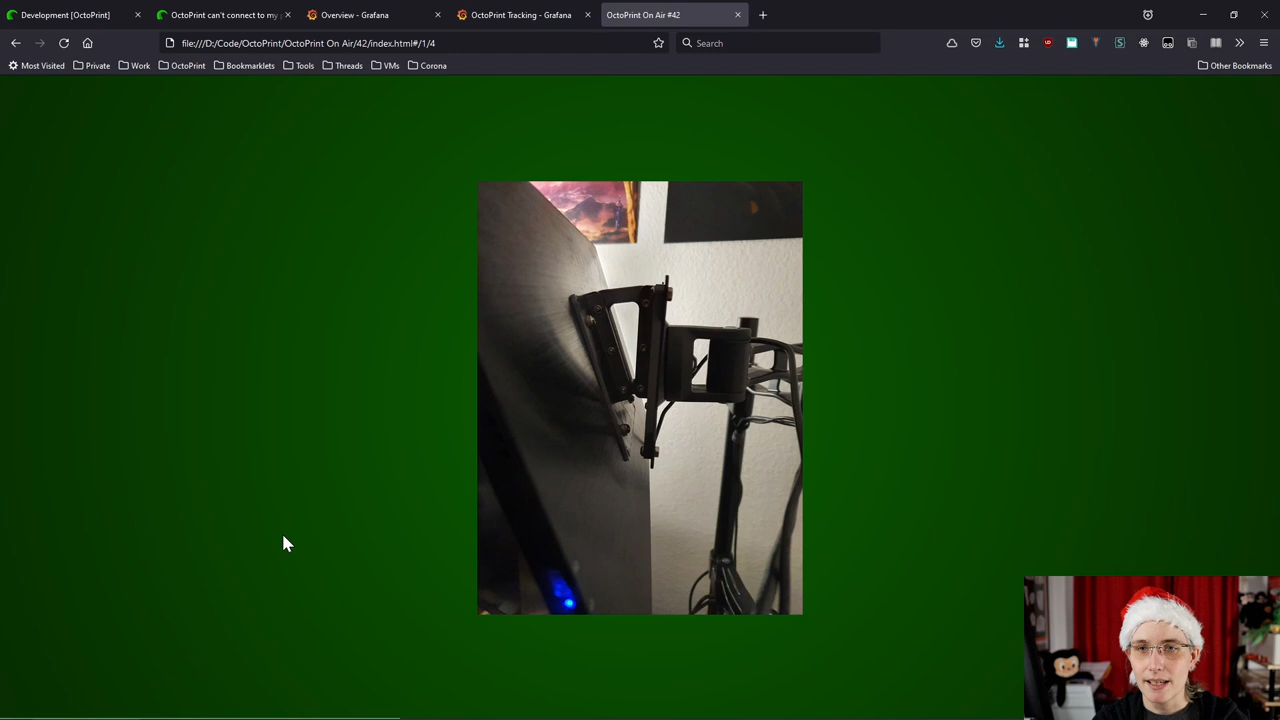 Development [OctoPrint]
OctoPrint can't connect to my
Overview - Grafana
OctoPrint Tracking - Grafana
OctoPrint On Air #42
file:///D:/Code/OctoPrint/OctoPrint On Air/42/index.html#/1/4
Search
Most Visited
Private
Work
OctoPrint
Bookmarklets
Tools
Threads
VMs
Corona
Other Bookmarks